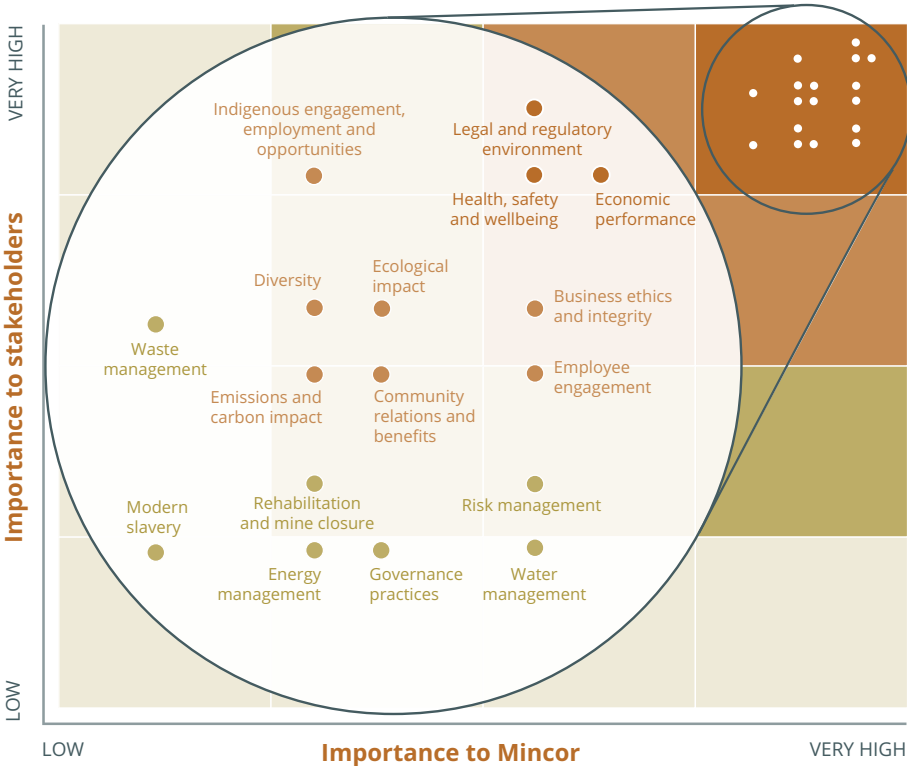 VERY HIGH
Importance to stakeholders
LOW
Indigenous engagement,
employment and
opportunities
Legal and regulatory
environment
Health, safety
and wellbeing
Economic
performance
Diversity
Ecological
impact
Business ethics
and integrity
Waste
management
Emissions and
carbon impact
Community
relations and
benefits
Employee
engagement
Modern
slavery
Rehabilitation
and mine closure
Risk management
Energy
management
Governance
practices
Water
management
LOW
Importance to Mincor
VERY HIGH